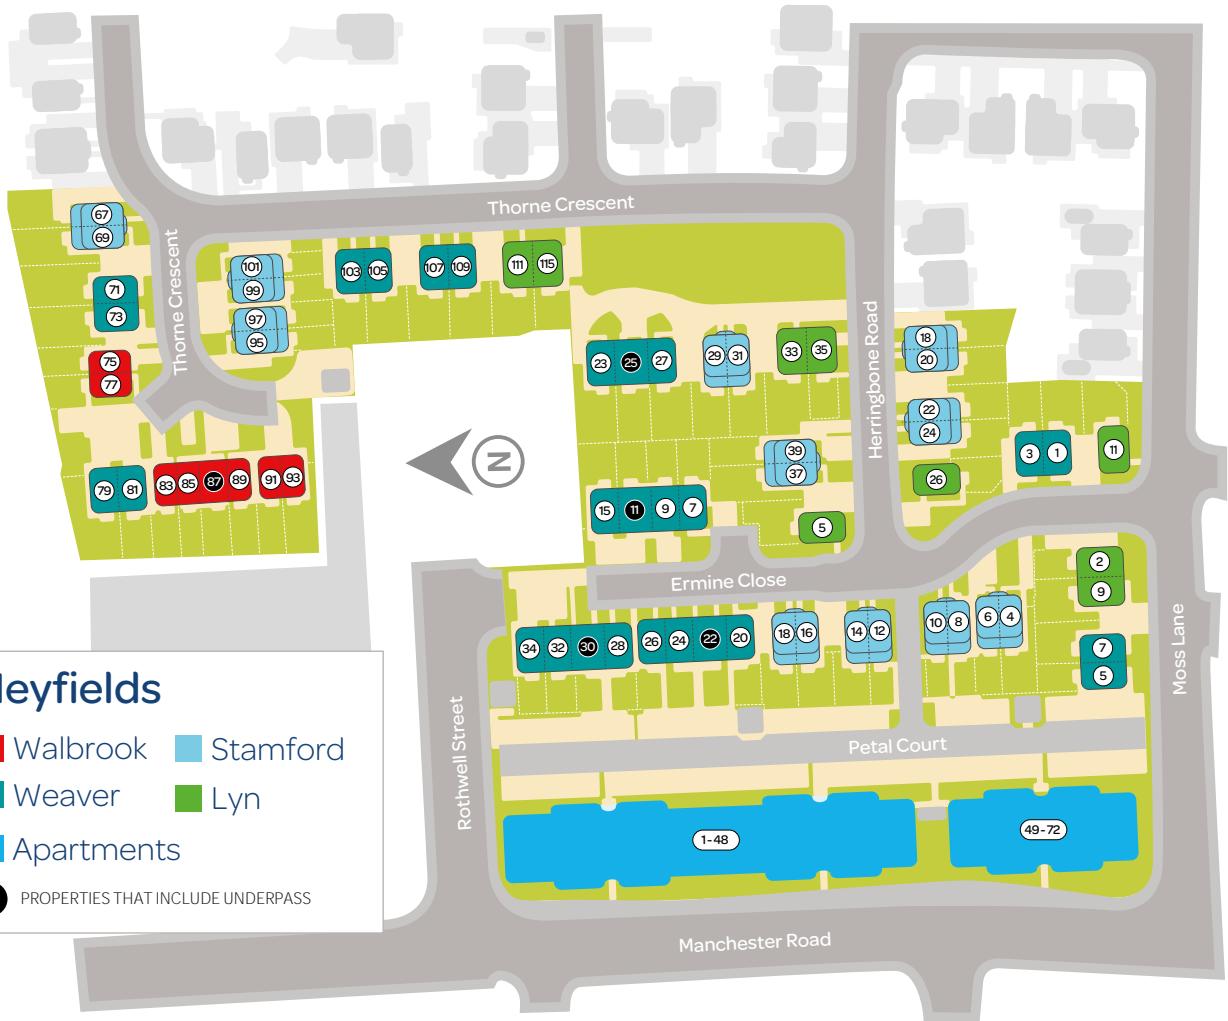 Thorne Crescent
67
69
Thorne Crescent
101
99
103 105
107 109
111 115
71
73
97
95
Herringbone Road
18
20
23 25 27
29 31
33 35
75
77
22
24
3 1
11
39
37
26
N
79 81
83 85 87 89
91 93
15 11 9 7
5
Ermine Close
2
9
34 32 30 28
26 24 22 20
18 16
14 12
10 8
6 4
7
5
Moss Lane
Rothwell Street
Petal Court
1-48
49-72
Manchester Road
eyfields
Walbrook
Stamford
Weaver
Lyn
Apartments
PROPERTIES THAT INCLUDE UNDERPASS